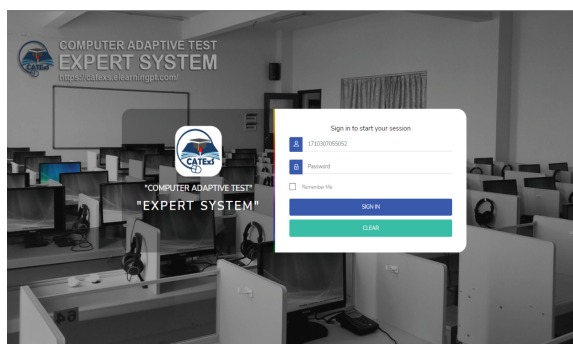 COMPUTER ADAPTIVE TEST
EXPERT SYSTEM
https://catexs.elearningpt.com/
CATExS
CATExS
"COMPUTER ADAPTIVE TEST"
"EXPERT SYSTEM"
Sign in to start your session
1710307055052
Password
Remember Me
SIGN IN
CLEAR